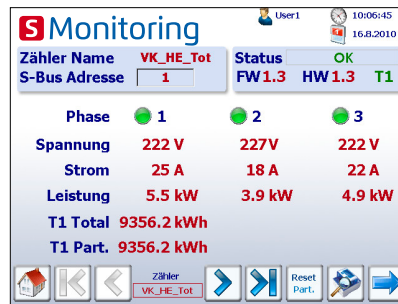 S Monitoring
User1
10:06:45
16.8.2010
Zähler Name VK_HE_Tot
S-Bus Adresse 1
Status OK
FW 1.3 HW 1.3 T1
Phase 1 2 3
Spannung 222 V 227 V 222 V
Strom 25 A 18 A 22 A
Leistung 5.5 kW 3.9 kW 4.9 kW
T1 Total 9356.2 kWh
T1 Part. 9356.2 kWh
Zähler
VK_HE_Tot
Reset
Part.